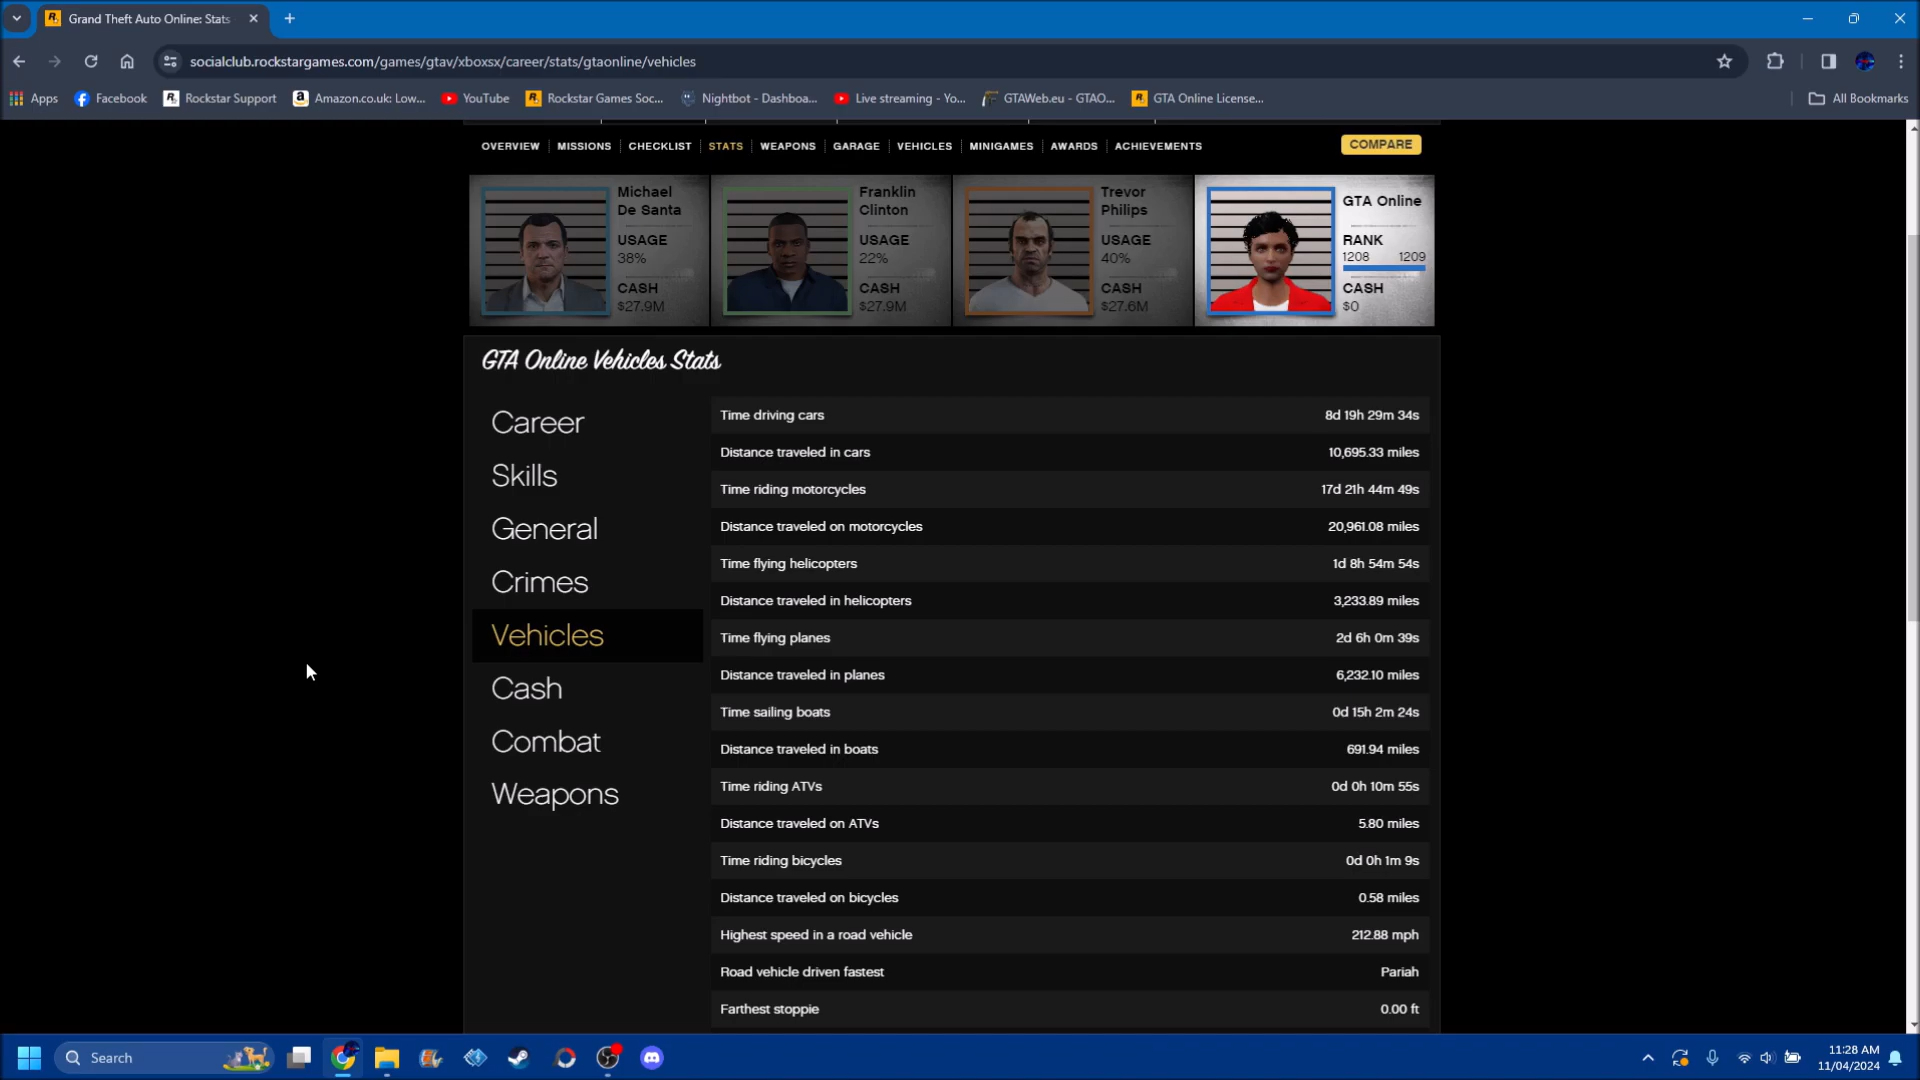 Grand Theft Auto Online: Stats
socialclub.rockstargames.com/games/gtav/xboxsx/career/stats/gtaonline/vehicles
Apps Facebook Rockstar Support Amazon.co.uk: Low... YouTube Rockstar Games Soc... Nightbot - Dashboa... Live streaming - Yo... GTAWeb.eu - GTAO... GTA Online License... All Bookmarks
OVERVIEW MISSIONS CHECKLIST STATS WEAPONS GARAGE VEHICLES MINIGAMES AWARDS ACHIEVEMENTS COMPARE
Michael
De Santa
USAGE
38%
CASH
$27.9M
Franklin
Clinton
USAGE
22%
CASH
$27.9M
Trevor
Philips
USAGE
40%
CASH
$27.6M
GTA Online
RANK
1208 1209
CASH
$0
GTA Online Vehicles Stats
Career
Skills
General
Crimes
Vehicles
Cash
Combat
Weapons
Time driving cars 8d 19h 29m 34s
Distance traveled in cars 10,695.33 miles
Time riding motorcycles 17d 21h 44m 49s
Distance traveled on motorcycles 20,961.08 miles
Time flying helicopters 1d 8h 54m 54s
Distance traveled in helicopters 3,233.89 miles
Time flying planes 2d 6h 0m 39s
Distance traveled in planes 6,232.10 miles
Time sailing boats 0d 15h 2m 24s
Distance traveled in boats 691.94 miles
Time riding ATVs 0d 0h 10m 55s
Distance traveled on ATVs 5.80 miles
Time riding bicycles 0d 0h 1m 9s
Distance traveled on bicycles 0.58 miles
Highest speed in a road vehicle 212.88 mph
Road vehicle driven fastest Pariah
Farthest stoppie 0.00 ft
Search
11:28 AM
11/04/2024